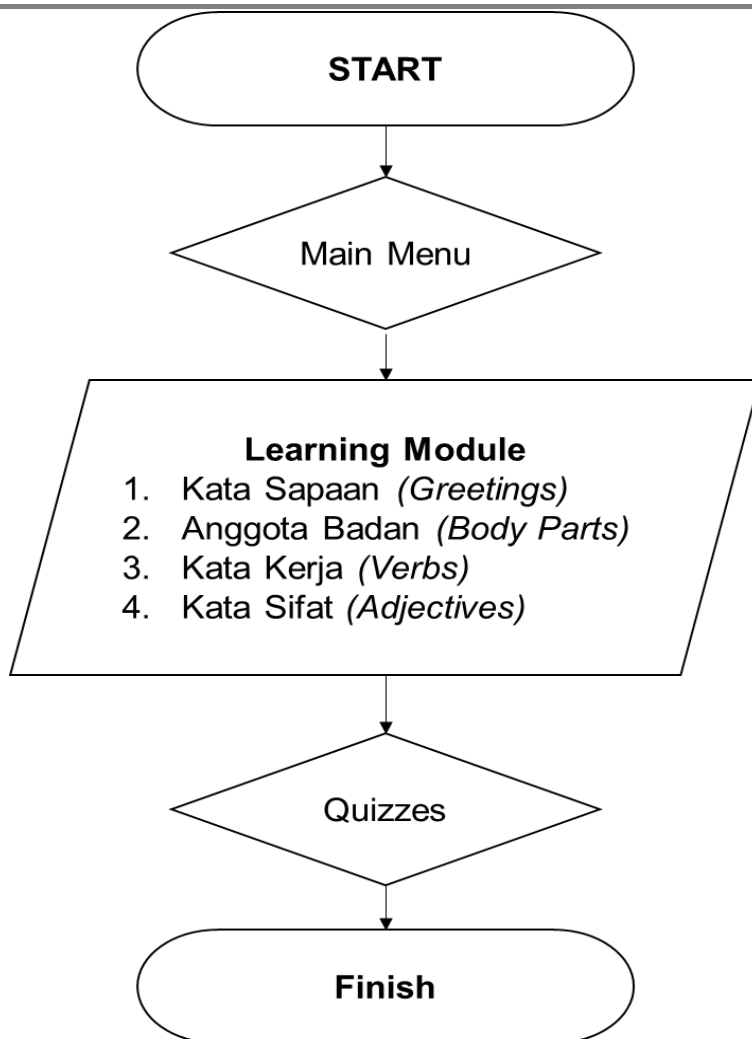 START
Main Menu
Learning Module
1. Kata Sapaan (Greetings)
2. Anggota Badan (Body Parts)
3. Kata Kerja (Verbs)
4. Kata Sifat (Adjectives)
Quizzes
Finish